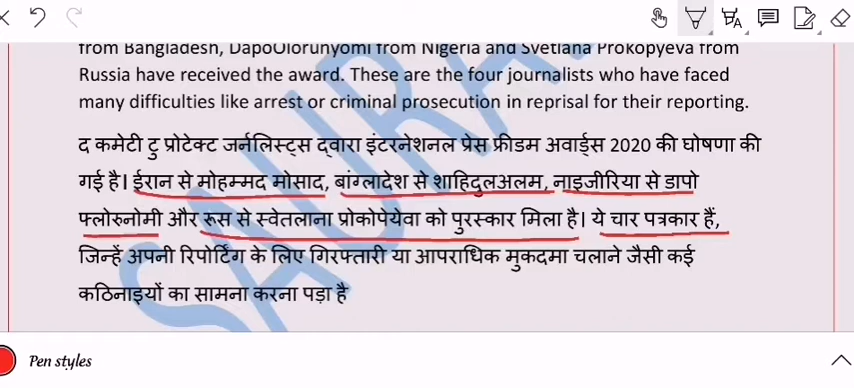 from Bangladesh, DapoOlorunyomi from Nigeria and Svetlana Prokopyeva from
Russia have received the award. These are the four journalists who have faced
many difficulties like arrest or criminal prosecution in reprisal for their reporting.
द कमेटी टु प्रोटेक्ट जर्नलिस्ट्स द्वारा इंटरनेशनल प्रेस फ्रीडम अवार्ड्स 2020 की घोषणा की
गई है। ईरान से मोहम्मद मोसाद, बांग्लादेश से शाहिदुलअलम, नाइजीरिया से डापो
फ्लोरुनोमी और रूस से स्वेतलाना प्रोकोपेयेवा को पुरस्कार मिला है। ये चार पत्रकार हैं,
जिन्हें अपनी रिपोर्टिंग के लिए गिरफ्तारी या आपराधिक मुकदमा चलाने जैसी कई
कठिनाइयों का सामना करना पड़ा है
Pen styles